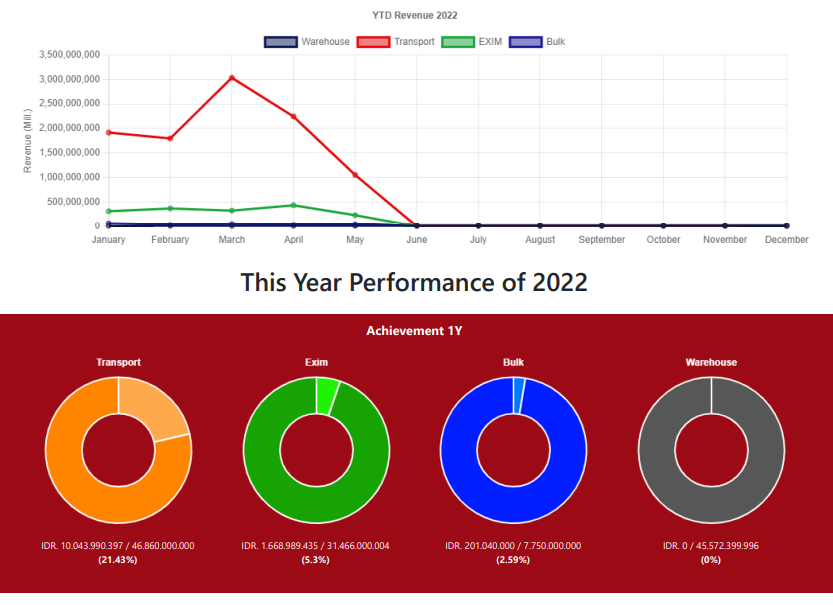 YTD Revenue 2022
Warehouse Transport EXIM Bulk
Revenue (Mill.)
3,500,000,000
3,000,000,000
2,500,000,000
2,000,000,000
1,500,000,000
1,000,000,000
500,000,000
0
January February March April May June July August September October November December
This Year Performance of 2022
Achievement 1Y
Transport Exim Bulk Warehouse
IDR. 10.043.990.397 / 46.860.000.000 IDR. 1.668.989.435 / 31.466.000.004 IDR. 201.040.000 / 7.750.000.000 IDR. 0 / 45.572.399.996
(21.43%) (5.3%) (2.59%) (0%)